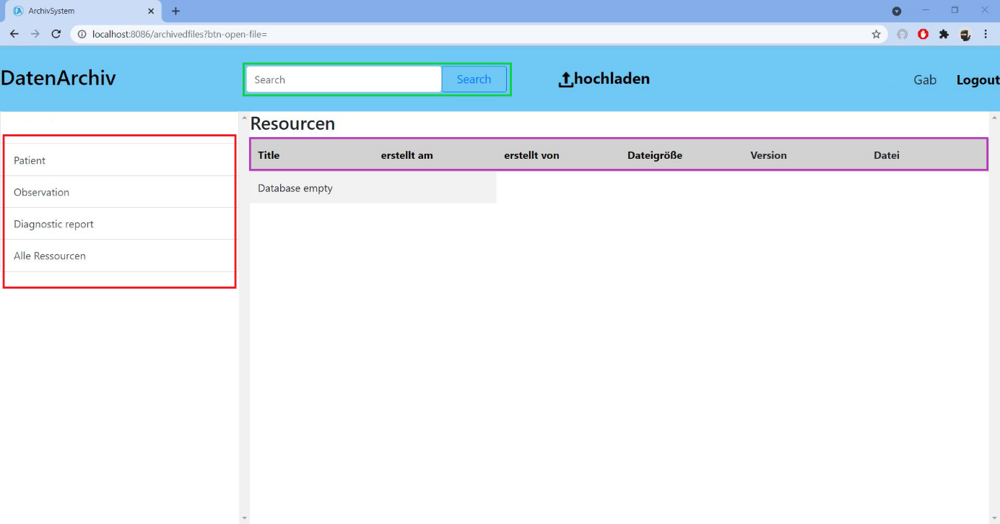 ArchivSystem
localhost:8086/archivedfiles?btn-open-file=
DatenArchiv
Search
Search
hochladen
Gab
Logout
Patient
Observation
Diagnostic report
Alle Ressourcen
Resourcen
Title erstellt am erstellt von Dateigröße Version Datei
Database empty